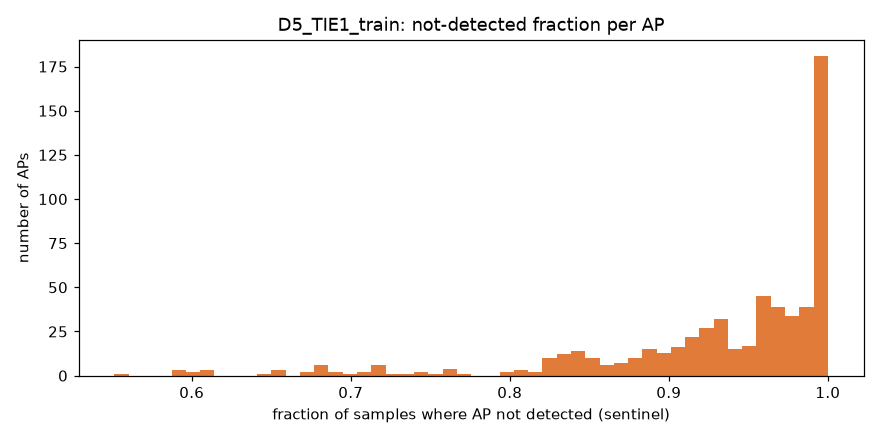 D5_TIE1_train: not-detected fraction per AP
number of APs
175
150
125
100
75
50
25
0
0.6 0.7 0.8 0.9 1.0
fraction of samples where AP not detected (sentinel)